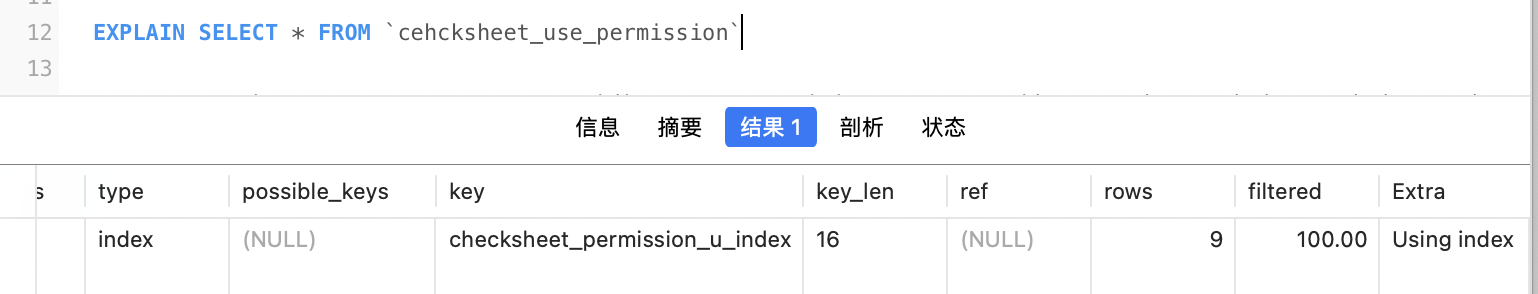 12 EXPLAIN SELECT * FROM `cehcksheet_use_permission`
13
信息 摘要 结果 1 剖析 状态
s type possible_keys key key_len ref rows filtered Extra
index (NULL) checksheet_permission_u_index 16 (NULL) 9 100.00 Using index